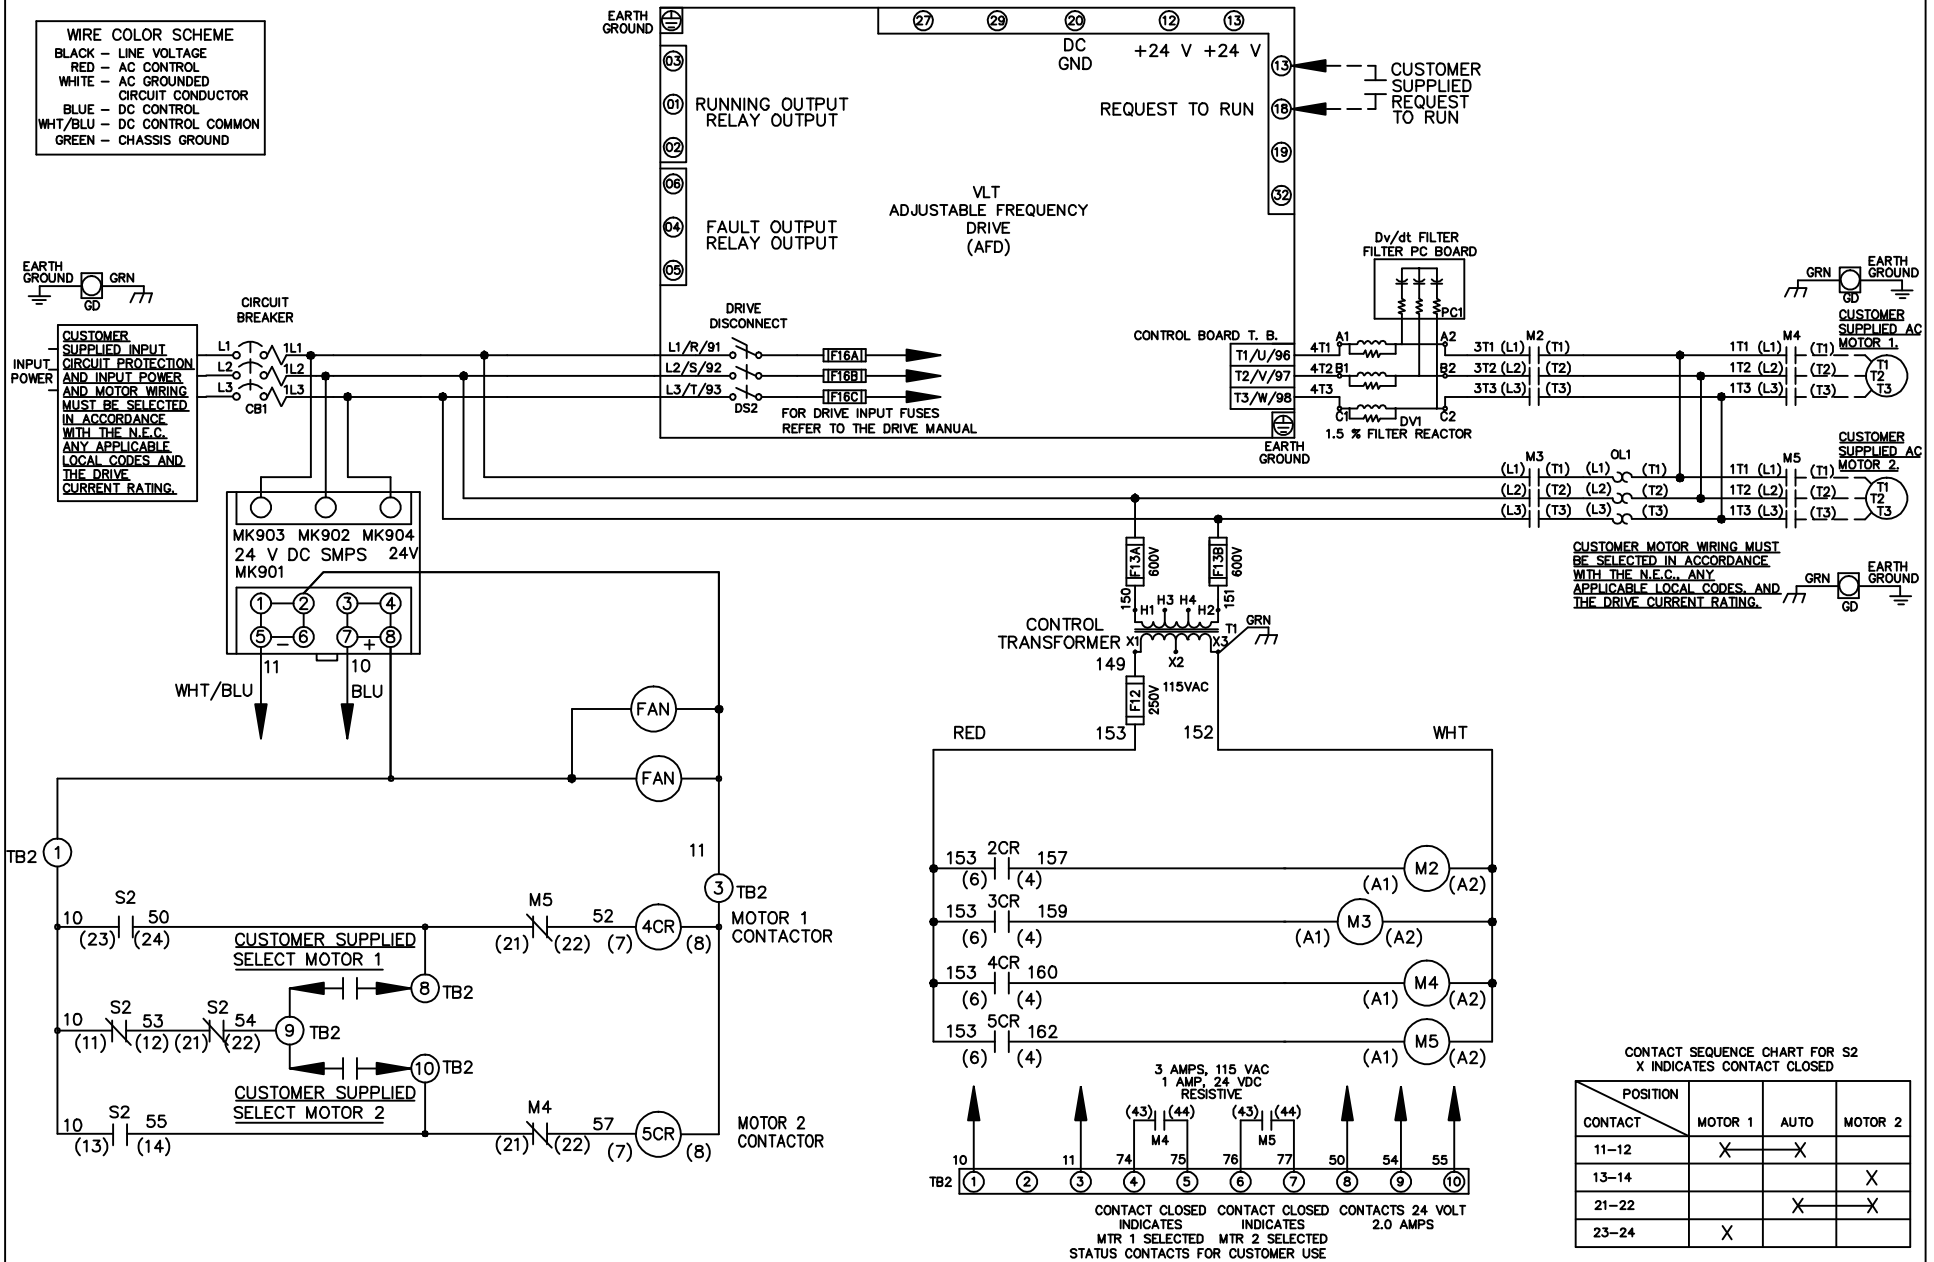 WIRE COLOR SCHEME
BLACK – LINE VOLTAGE
RED – AC CONTROL
WHITE – AC GROUNDED
CIRCUIT CONDUCTOR
BLUE – DC CONTROL
WHT/BLU – DC CONTROL COMMON
GREEN – CHASSIS GROUND
EARTH
GROUND
27 29 20 12 13
DC
GND
+24 V +24 V
03
01
02
RUNNING OUTPUT
RELAY OUTPUT
06
04
05
FAULT OUTPUT
RELAY OUTPUT
REQUEST TO RUN
13
18
19
32
CUSTOMER
SUPPLIED
REQUEST
TO RUN
VLT
ADJUSTABLE FREQUENCY
DRIVE
(AFD)
EARTH
GROUND
GRN
GD
CIRCUIT
BREAKER
INPUT
POWER
CUSTOMER
SUPPLIED INPUT
CIRCUIT PROTECTION
AND INPUT POWER
AND MOTOR WIRING
MUST BE SELECTED
IN ACCORDANCE
WITH THE N.E.C.
ANY APPLICABLE
LOCAL CODES AND
THE DRIVE
CURRENT RATING.
L1 1L1
L2 1L2
L3 1L3
CB1
DRIVE
DISCONNECT
L1/R/91 F16A
L2/S/92 F16B
L3/T/93 F16C
DS2
FOR DRIVE INPUT FUSES
REFER TO THE DRIVE MANUAL
CONTROL BOARD T. B.
T1/U/96 4T1
T2/V/97 4T2
T3/W/98 4T3
EARTH
GROUND
Dv/dt FILTER
FILTER PC BOARD
PC1
A1 A2
B1 B2
C1 C2
DV1
1.5 % FILTER REACTOR
M2
3T1 (L1) (T1)
3T2 (L2) (T2)
3T3 (L3) (T3)
M4
1T1 (L1) (T1)
1T2 (L2) (T2)
1T3 (L3) (T3)
GRN
GD
EARTH
GROUND
CUSTOMER
SUPPLIED AC
MOTOR 1.
T1
T2
T3
M3 OL1
(L1) (T1) (L1) (T1)
(L2) (T2) (L2) (T2)
(L3) (T3) (L3) (T3)
M5
1T1 (L1) (T1)
1T2 (L2) (T2)
1T3 (L3) (T3)
CUSTOMER
SUPPLIED AC
MOTOR 2.
T1
T2
T3
CUSTOMER MOTOR WIRING MUST
BE SELECTED IN ACCORDANCE
WITH THE N.E.C., ANY
APPLICABLE LOCAL CODES, AND
THE DRIVE CURRENT RATING.
GRN
GD
EARTH
GROUND
MK903 MK902 MK904
24 V DC SMPS 24V
MK901
1 2 3 4
5 – 6 7 + 8
11 10
WHT/BLU BLU
FAN
FAN
F13A
600V
F13B
600V
150 151
H1 H3 H4 H2
CONTROL
TRANSFORMER
T1
GRN
X1 X2 X3
149
115VAC
F12
250V
153 152
RED WHT
TB2 1
11
3 TB2
10 S2 50
(23) (24)
M5 52
(21) (22) (7) 4CR (8)
MOTOR 1
CONTACTOR
CUSTOMER SUPPLIED
SELECT MOTOR 1
8 TB2
10 S2 53 S2 54
(11) (12) (21) (22)
9 TB2
10 TB2
CUSTOMER SUPPLIED
SELECT MOTOR 2
10 S2 55
(13) (14)
M4 57
(21) (22) (7) 5CR (8)
MOTOR 2
CONTACTOR
153 2CR 157
(6) (4) (A1) M2 (A2)
153 3CR 159
(6) (4) (A1) M3 (A2)
153 4CR 160
(6) (4) (A1) M4 (A2)
153 5CR 162
(6) (4) (A1) M5 (A2)
3 AMPS, 115 VAC
1 AMP, 24 VDC
RESISTIVE
(43) (44) (43) (44)
M4 M5
10 11 74 75 76 77 50 54 55
TB2 1 2 3 4 5 6 7 8 9 10
CONTACT CLOSED
INDICATES
MTR 1 SELECTED
CONTACT CLOSED
INDICATES
MTR 2 SELECTED
CONTACTS 24 VOLT
2.0 AMPS
STATUS CONTACTS FOR CUSTOMER USE
CONTACT SEQUENCE CHART FOR S2
X INDICATES CONTACT CLOSED
POSITION
CONTACT MOTOR 1 AUTO MOTOR 2
11–12 X X
13–14 X
21–22 X X
23–24 X